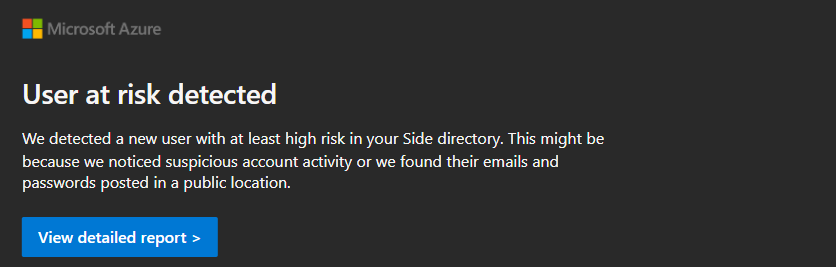 Microsoft Azure
User at risk detected
We detected a new user with at least high risk in your Side directory. This might be
because we noticed suspicious account activity or we found their emails and
passwords posted in a public location.
View detailed report >